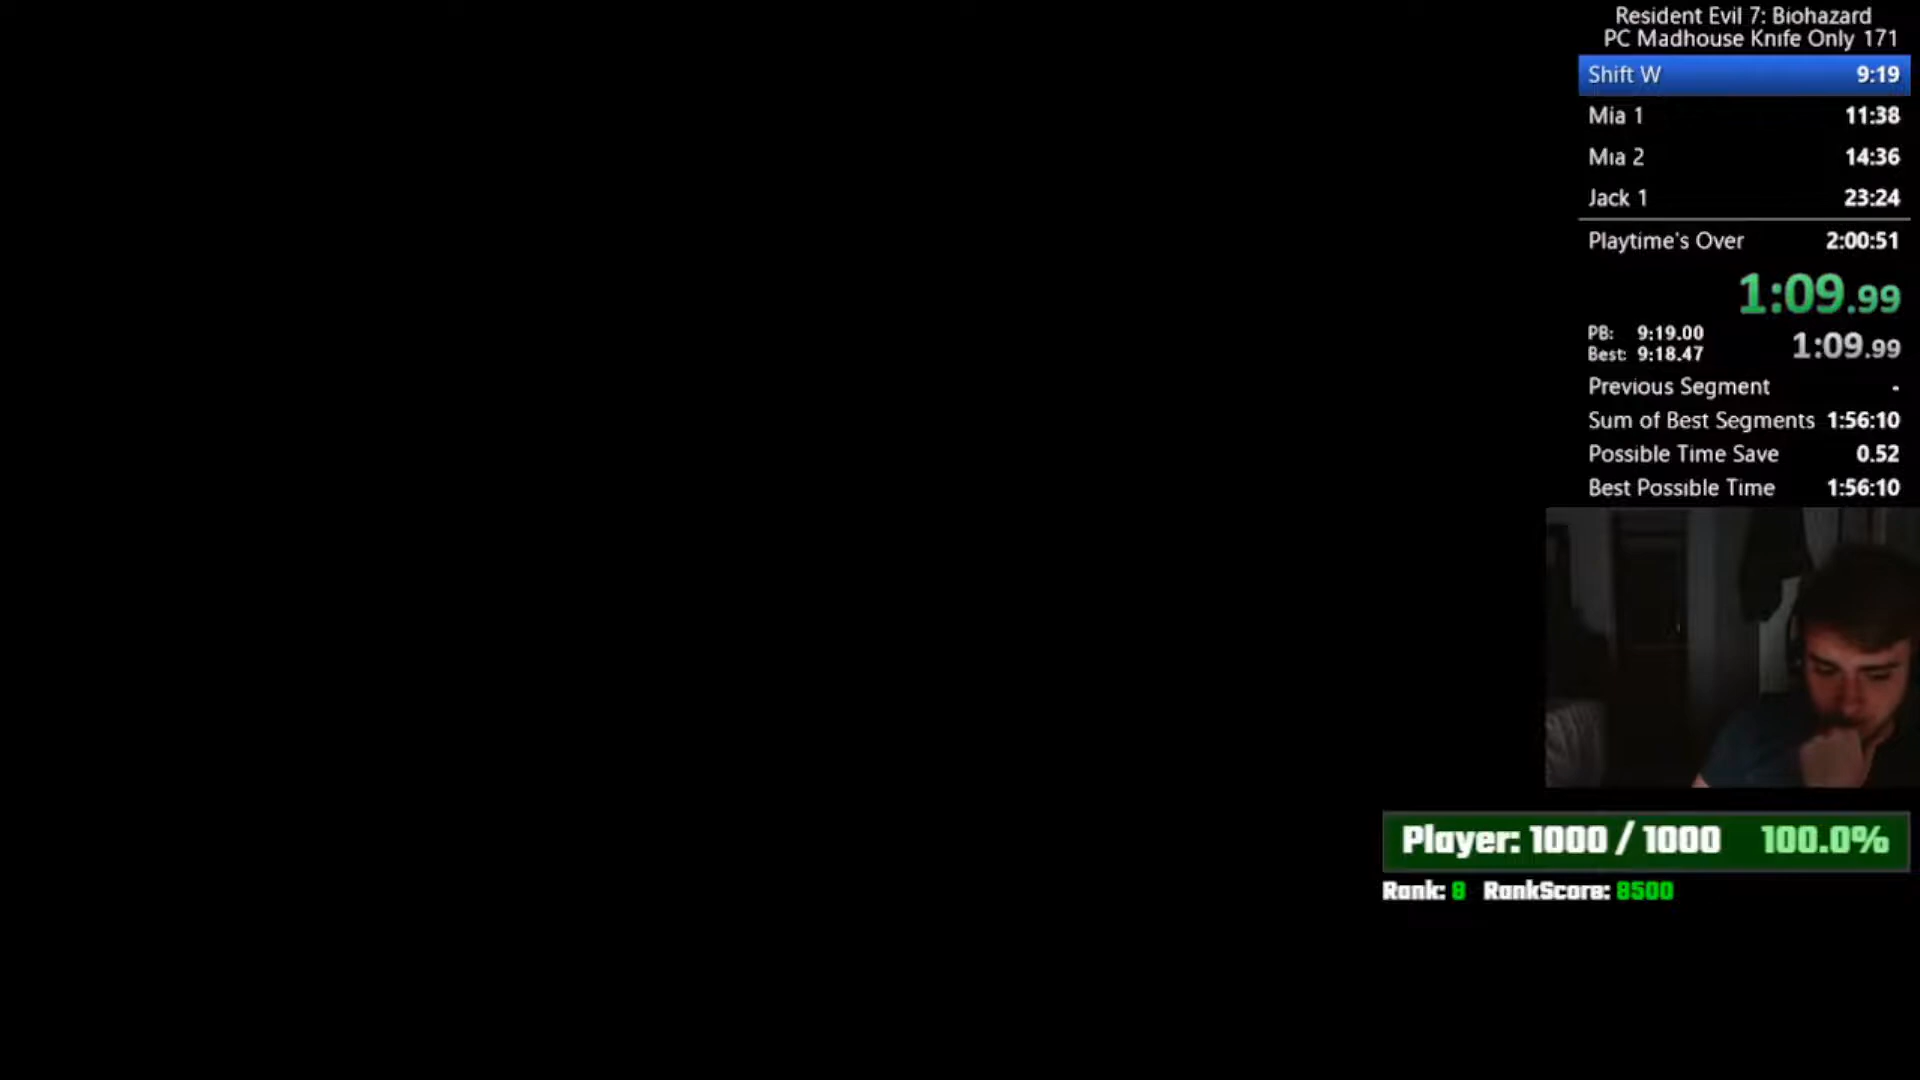 Resident Evil 7: Biohazard
PC Madhouse Knife Only 171
Shift W 9:19
Mia 1 11:38
Mia 2 14:36
Jack 1 23:24
Playtime's Over 2:00:51
1:09.99
PB: 9:19.00
1:09.99
Best: 9:18.47
Previous Segment -
Sum of Best Segments 1:56:10
Possible Time Save 0.52
Best Possible Time 1:56:10
Player: 1000 / 1000 100.0%
Rank: 8 RankScore: 8500